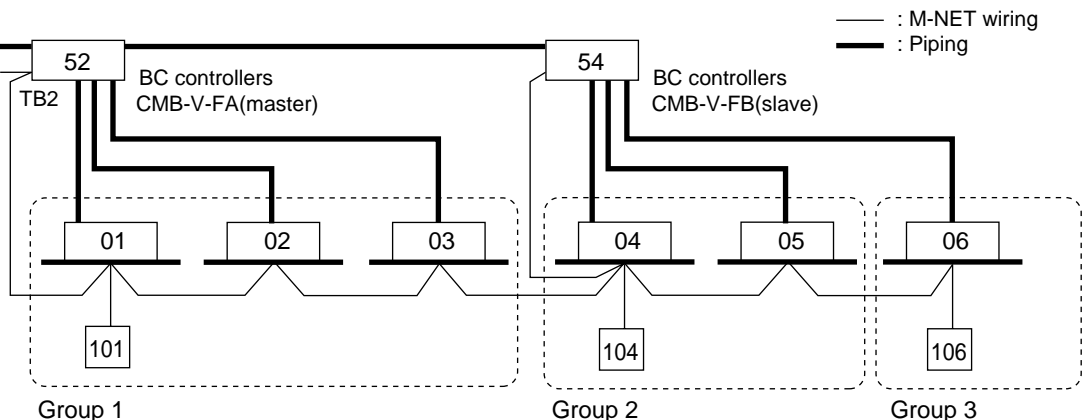 : M-NET wiring
: Piping
52
54
TB2
BC controllers
CMB-V-FA(master)
BC controllers
CMB-V-FB(slave)
01
02
03
04
05
06
101
104
106
Group 1
Group 2
Group 3